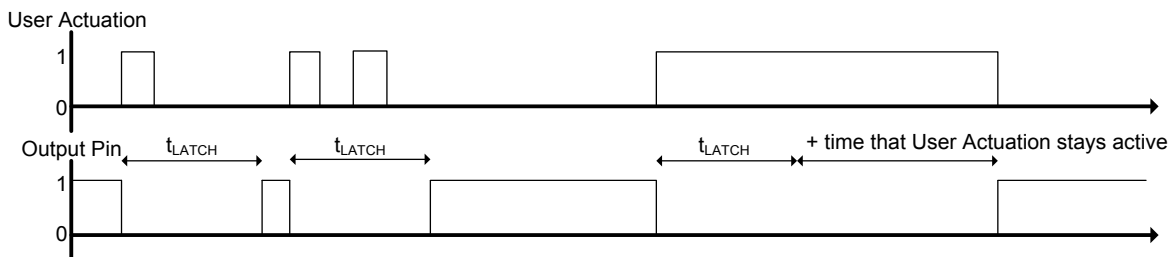 User Actuation
1
0
Output Pin
tLATCH
tLATCH
tLATCH
+ time that User Actuation stays active
1
0